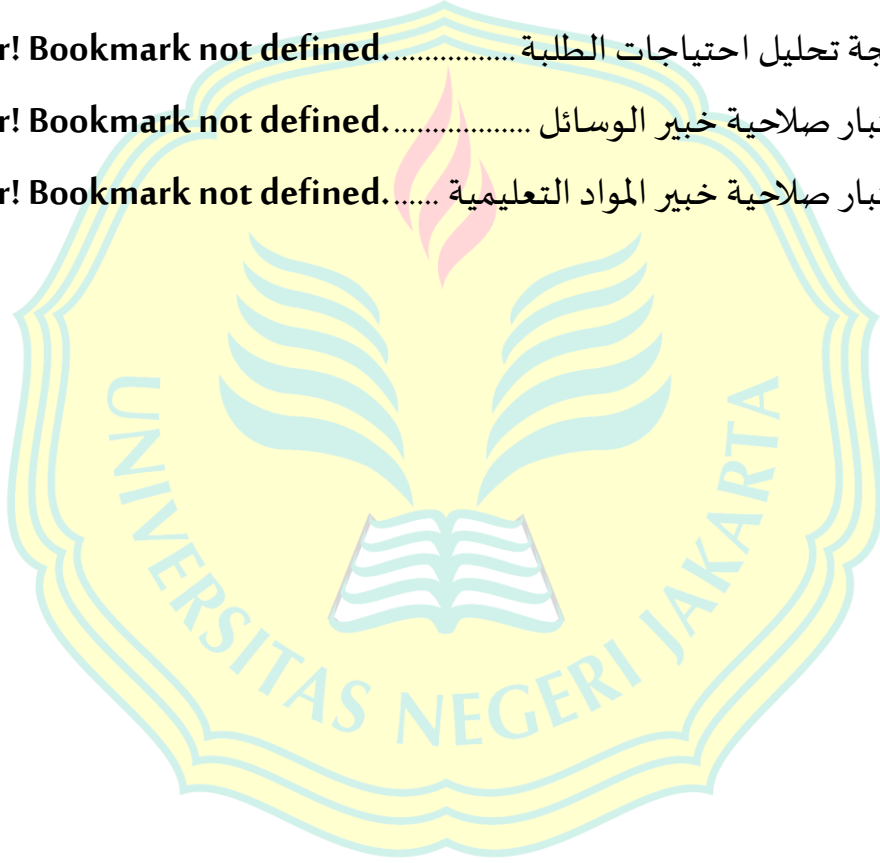 جة تحليل احتياجات الطلبة ................Error! Bookmark not defined.
بار صلاحية خبير الوسائل ..................r! Bookmark not defined.
بار صلاحية خبير المواد التعليمية ......r! Bookmark not defined.
UNIVERSITAS NEGERI JAKARTA